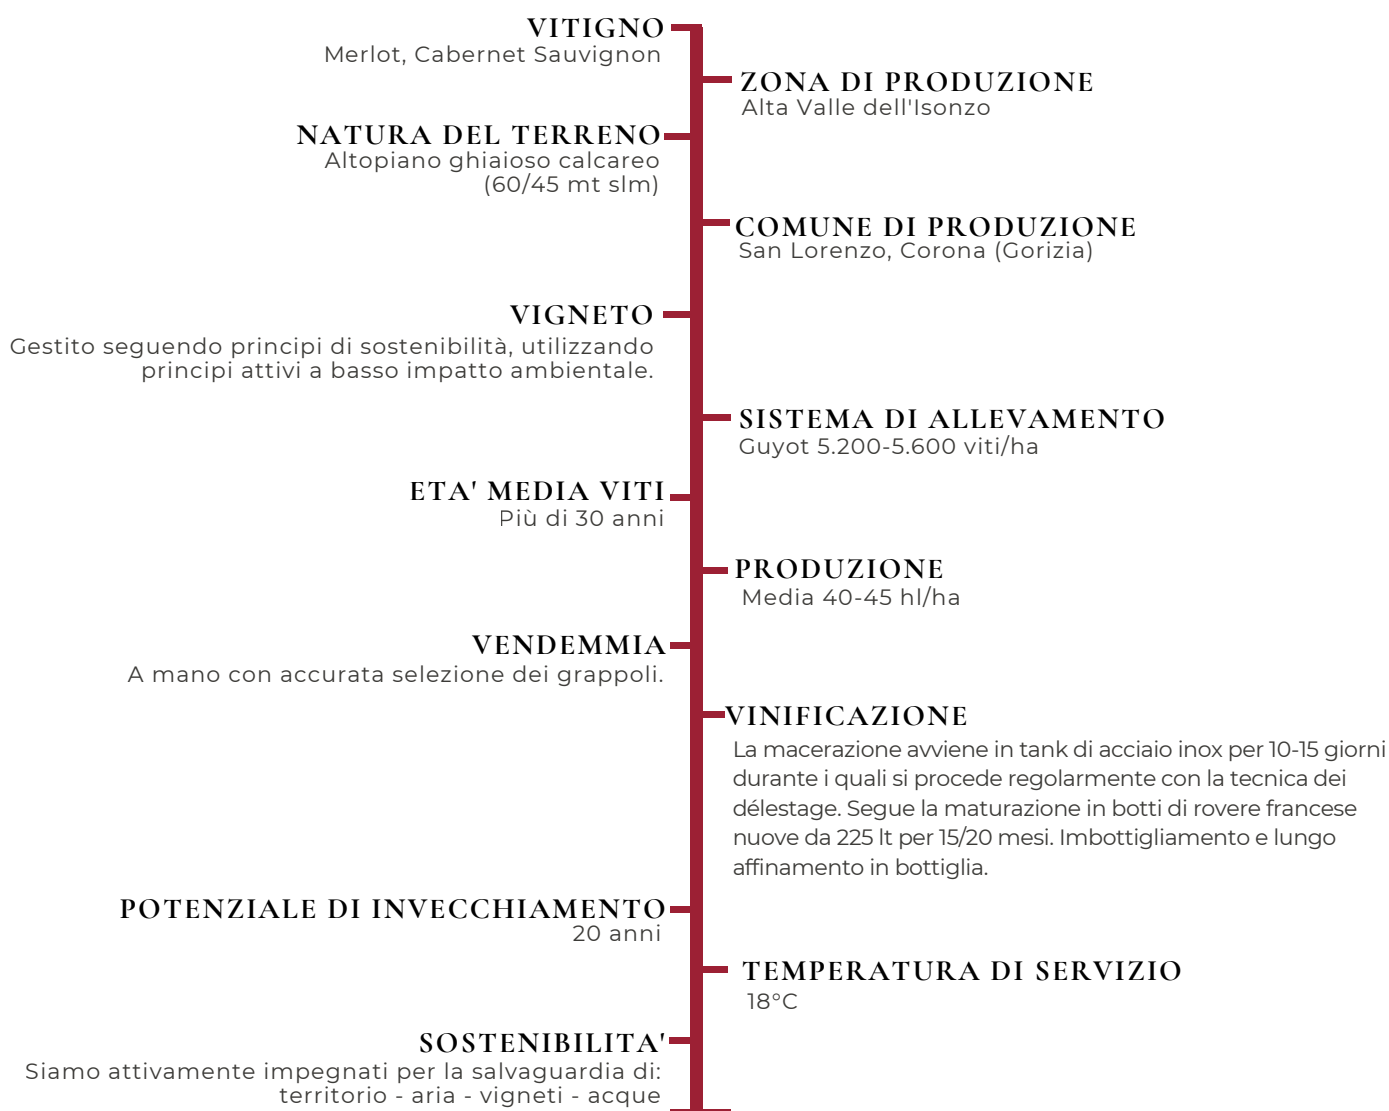 VITIGNO
Merlot, Cabernet Sauvignon
ZONA DI PRODUZIONE
Alta Valle dell'Isonzo
NATURA DEL TERRENO
Altopiano ghiaioso calcareo
(60/45 mt slm)
COMUNE DI PRODUZIONE
San Lorenzo, Corona (Gorizia)
VIGNETO
Gestito seguendo principi di sostenibilità, utilizzando
principi attivi a basso impatto ambientale.
SISTEMA DI ALLEVAMENTO
Guyot 5.200-5.600 viti/ha
ETA' MEDIA VITI
Più di 30 anni
PRODUZIONE
Media 40-45 hl/ha
VENDEMMIA
A mano con accurata selezione dei grappoli.
VINIFICAZIONE
La macerazione avviene in tank di acciaio inox per 10-15 giorni
durante i quali si procede regolarmente con la tecnica dei
délestage. Segue la maturazione in botti di rovere francese
nuove da 225 lt per 15/20 mesi. Imbottigliamento e lungo
affinamento in bottiglia.
POTENZIALE DI INVECCHIAMENTO
20 anni
TEMPERATURA DI SERVIZIO
18°C
SOSTENIBILITA'
Siamo attivamente impegnati per la salvaguardia di:
territorio - aria - vigneti - acque